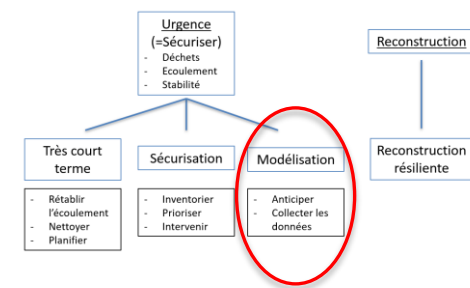 Urgence
(=Sécuriser)
- Déchets
- Ecoulement
- Stabilité
Reconstruction
Très court
terme
Sécurisation
Modélisation
Reconstruction
résiliente
- Rétablir
l'écoulement
- Nettoyer
- Planifier
- Inventorier
- Prioriser
- Intervenir
- Anticiper
- Collecter les
données